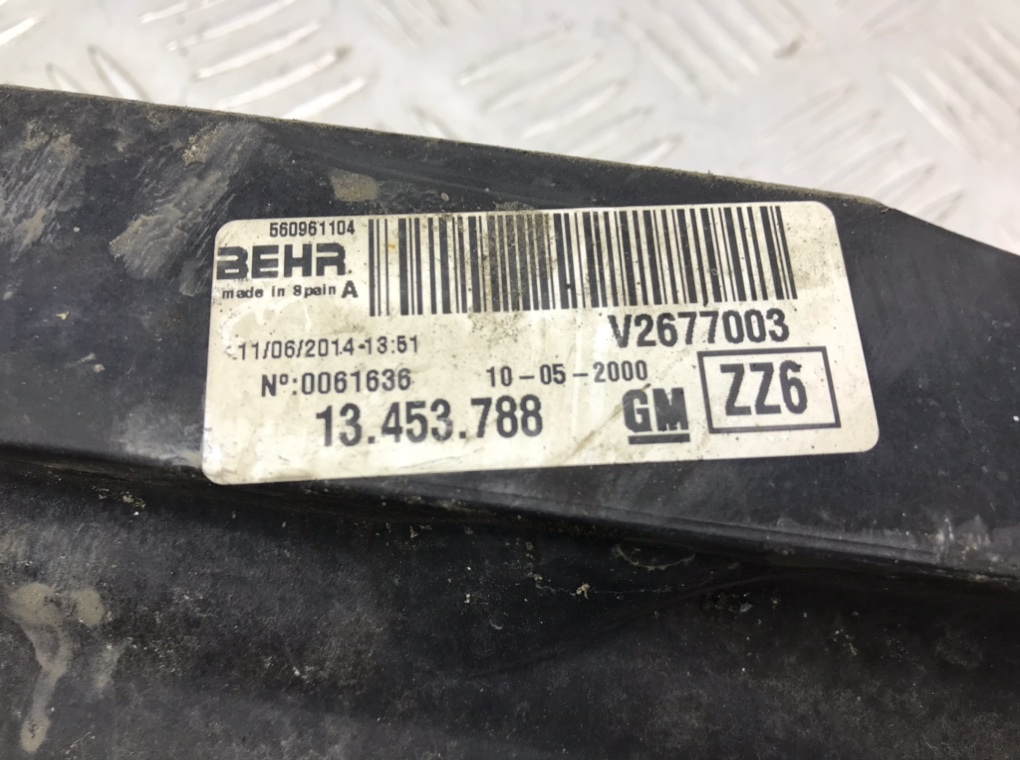 560961104
BEHR
made in Spain A
V2677003
11/06/2014-13:51
Nº:0061636 10-05-2000
13.453.788
GM
ZZ6